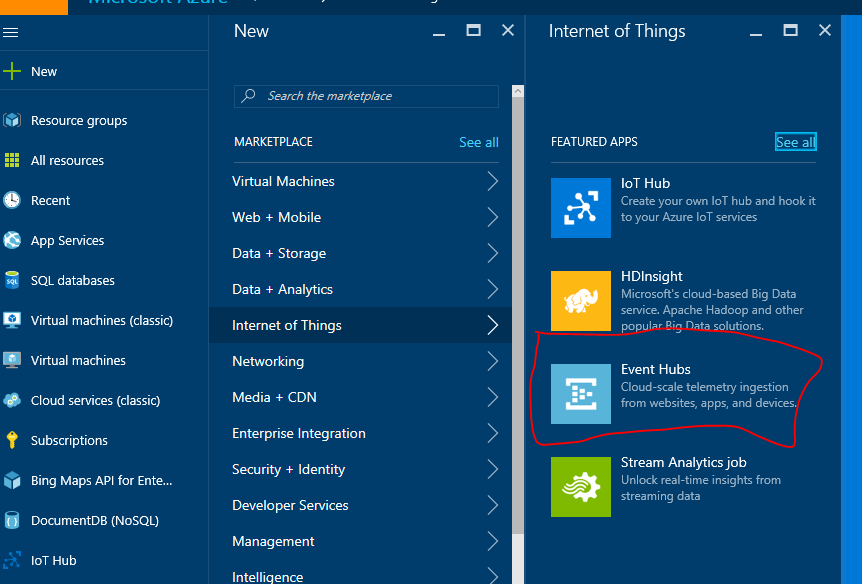 Microsoft Azure
New
Resource groups
All resources
Recent
App Services
SQL databases
Virtual machines (classic)
Virtual machines
Cloud services (classic)
Subscriptions
Bing Maps API for Ente...
DocumentDB (NoSQL)
IoT Hub
New
Search the marketplace
MARKETPLACE
See all
Virtual Machines
Web + Mobile
Data + Storage
Data + Analytics
Internet of Things
Networking
Media + CDN
Enterprise Integration
Security + Identity
Developer Services
Management
Intelligence
Internet of Things
FEATURED APPS
See all
IoT Hub
Create your own IoT hub and hook it
to your Azure IoT services
HDInsight
Microsoft's cloud-based Big Data
service. Apache Hadoop and other
popular Big Data solutions.
Event Hubs
Cloud-scale telemetry ingestion
from websites, apps, and devices.
Stream Analytics job
Unlock real-time insights from
streaming data